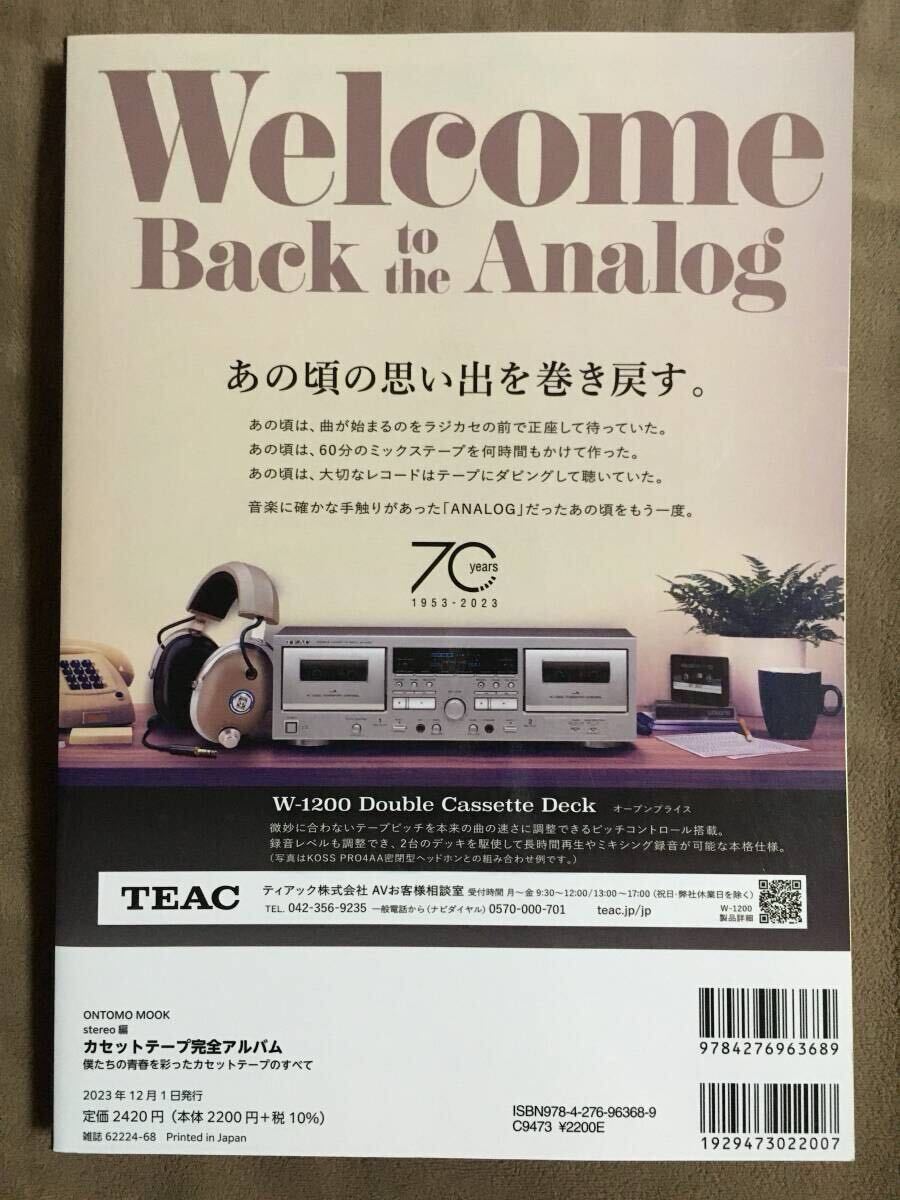 Welcome
Back to the Analog
あの頃の思い出を巻き戻す。
あの頃は、曲が始まるのをラジカセの前で正座して待っていた。
あの頃は、60分のミックステープを何時間もかけて作った。
あの頃は、大切なレコードはテープにダビングして聴いていた。
音楽に確かな手触りがあった「ANALOG」だったあの頃をもう一度。
70 years
1953-2023
TEAC
W-1200 Double Cassette Deck オープンプライス
微妙に合わないテープピッチを本来の曲の速さに調整できるピッチコントロール搭載。
録音レベルも調整でき、2台のデッキを駆使して長時間再生やミキシング録音が可能な本格仕様。
(写真はKOSS PRO4AA密閉型ヘッドホンとの組み合わせ例です。)
TEAC
ティアック株式会社 AVお客様相談室 受付時間 月~金 9:30~12:00/13:00~17:00 (祝日・弊社休業日を除く)
TEL. 042-356-9235 一般電話から(ナビダイヤル) 0570-000-701 teac.jp/jp
W-1200
製品詳細
ONTOMO MOOK
stereo 編
カセットテープ完全アルバム
僕たちの青春を彩ったカセットテープのすべて
2023 年 12 月 1 日発行
定価 2420 円 (本体 2200 円+税 10%)
雑誌 62224-68 Printed in Japan
ISBN978-4-276-96368-9
C9473 ¥2200E
9784276963689
1929473022007